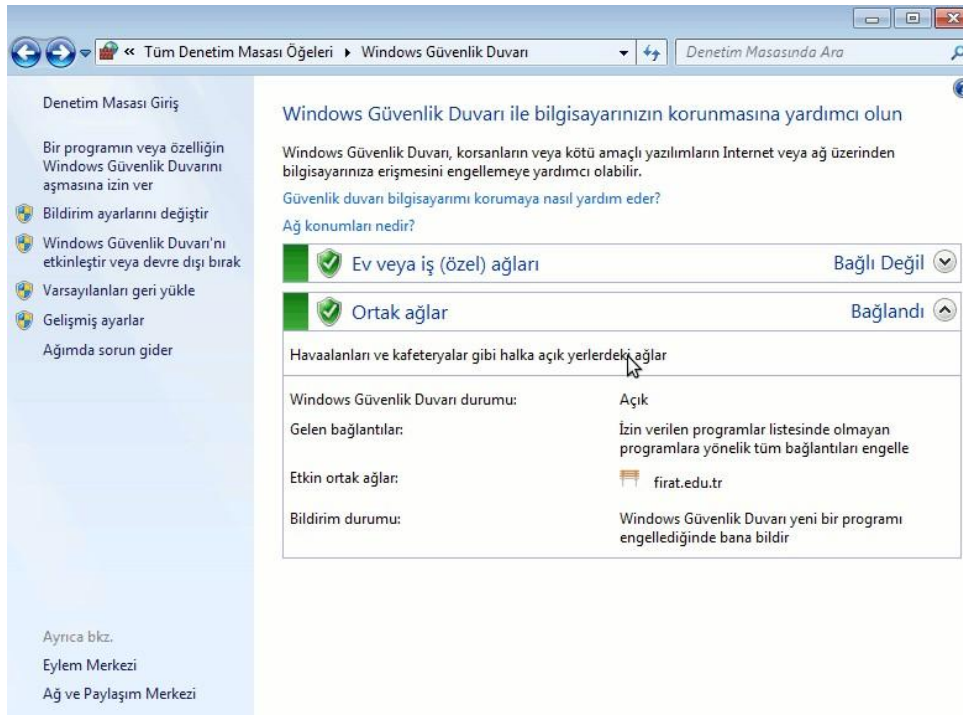 « Tüm Denetim Masası Öğeleri ▸ Windows Güvenlik Duvarı
Denetim Masasında Ara
Denetim Masası Giriş
Bir programın veya özelliğin
Windows Güvenlik Duvarını
aşmasına izin ver
Bildirim ayarlarını değiştir
Windows Güvenlik Duvarı'nı
etkinleştir veya devre dışı bırak
Varsayılanları geri yükle
Gelişmiş ayarlar
Ağımda sorun gider
Ayrıca bkz.
Eylem Merkezi
Ağ ve Paylaşım Merkezi
Windows Güvenlik Duvarı ile bilgisayarınızın korunmasına yardımcı olun
Windows Güvenlik Duvarı, korsanların veya kötü amaçlı yazılımların Internet veya ağ üzerinden
bilgisayarınıza erişmesini engellemeye yardımcı olabilir.
Güvenlik duvarı bilgisayarımı korumaya nasıl yardım eder?
Ağ konumları nedir?
Ev veya iş (özel) ağları Bağlı Değil
Ortak ağlar Bağlandı
Havaalanları ve kafeteryalar gibi halka açık yerlerdeki ağlar
Windows Güvenlik Duvarı durumu: Açık
Gelen bağlantılar: İzin verilen programlar listesinde olmayan
programlara yönelik tüm bağlantıları engelle
Etkin ortak ağlar: firat.edu.tr
Bildirim durumu: Windows Güvenlik Duvarı yeni bir programı
engellediğinde bana bildir